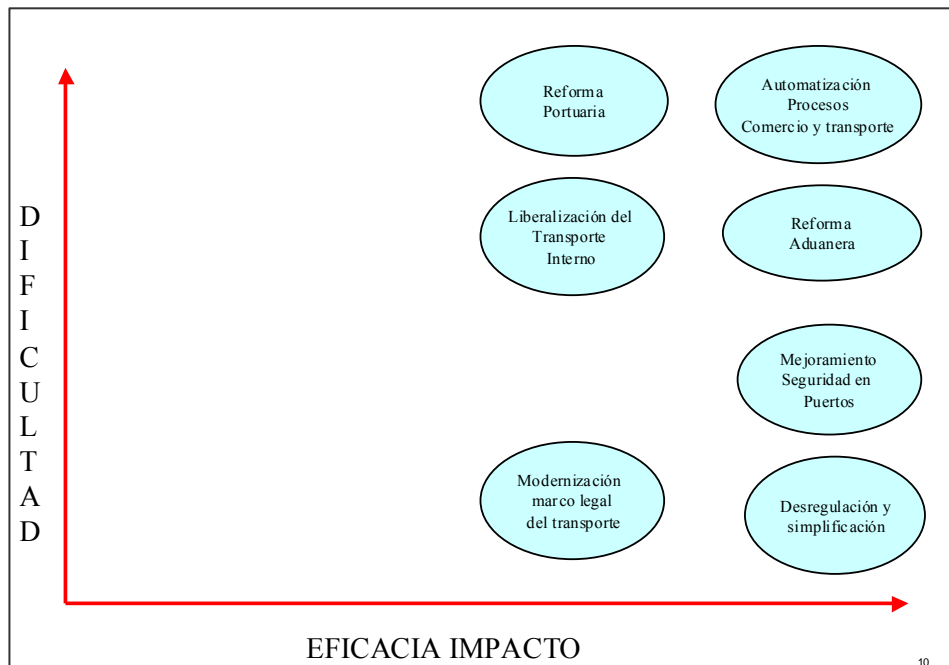 Reforma
Portuaria
Automatización
Procesos
Comercio y transporte
Liberalización del
Transporte
Interno
Reforma
Aduanera
Mejoramiento
Seguridad en
Puertos
Modernización
marco legal
del transporte
Desregulación y
simplificación
D
I
F
I
C
U
L
T
A
D
EFICACIA IMPACTO
10